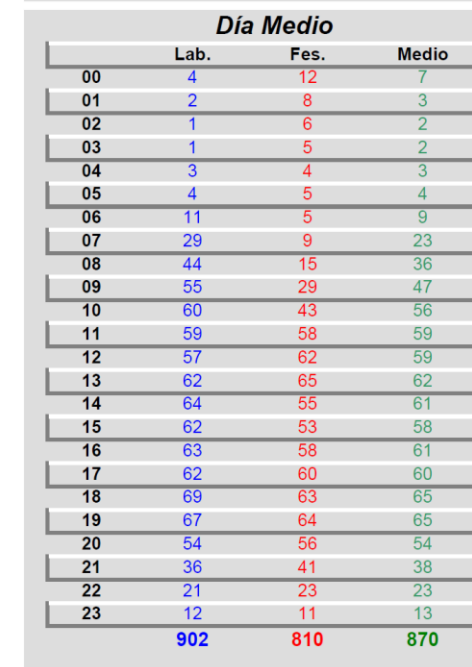 Día Medio
Lab. Fes. Medio
00 4 12 7
01 2 8 3
02 1 6 2
03 1 5 2
04 3 4 3
05 4 5 4
06 11 5 9
07 29 9 23
08 44 15 36
09 55 29 47
10 60 43 56
11 59 58 59
12 57 62 59
13 62 65 62
14 64 55 61
15 62 53 58
16 63 58 61
17 62 60 60
18 69 63 65
19 67 64 65
20 54 56 54
21 36 41 38
22 21 23 23
23 12 11 13
902 810 870